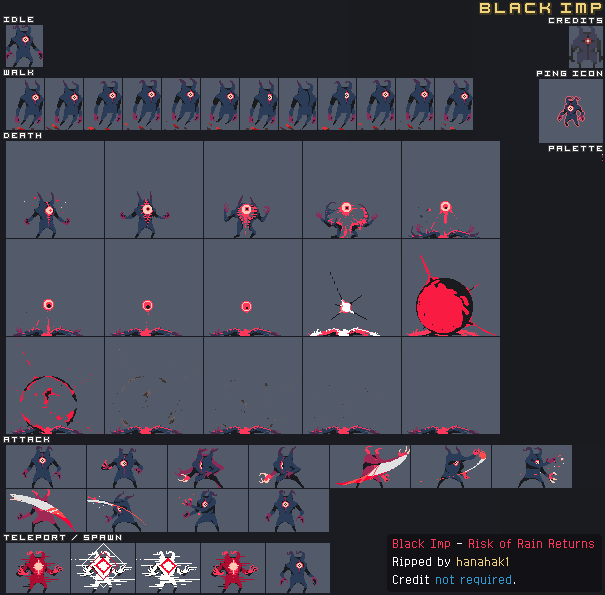 BLACK IMP
IDLE
CREDITS
WALK
PING ICON
DEATH
PALETTE
ATTACK
TELEPORT / SPAWN
Black Imp - Risk of Rain Returns
Ripped by hanahak1
Credit not required.